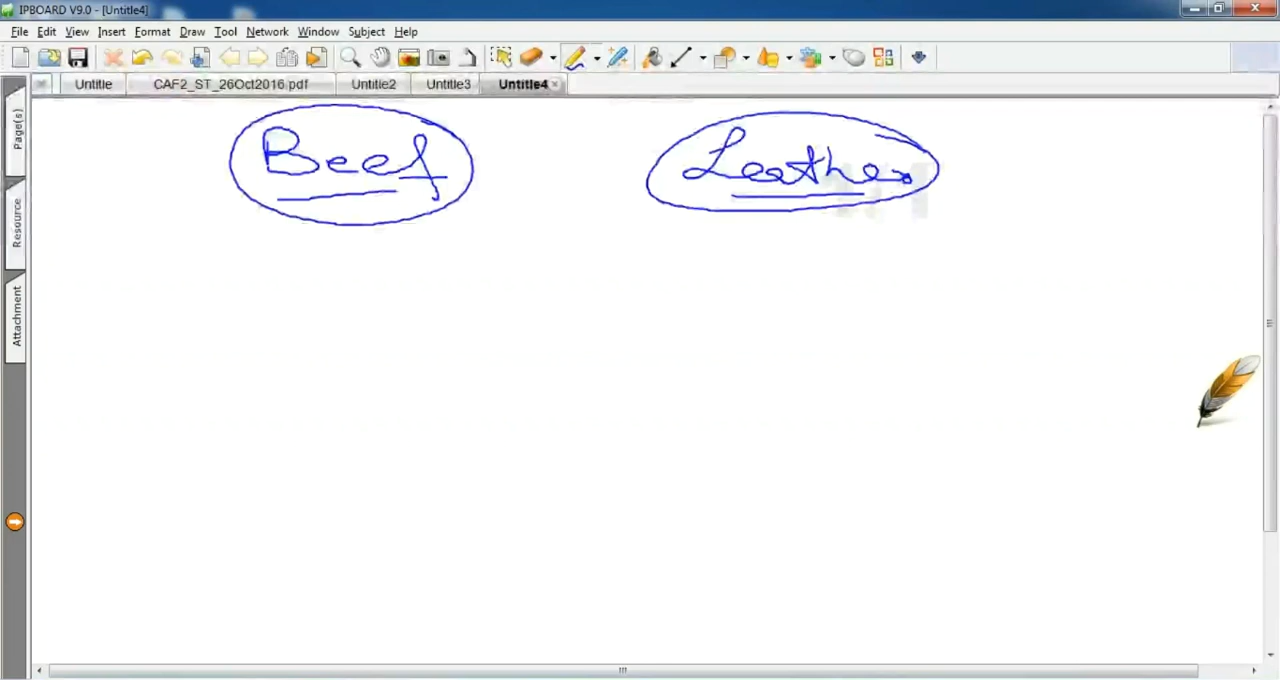 IPBOARD V9.0 - [Untitle4]
File Edit View Insert Format Draw Tool Network Window Subject Help
Untitle CAF2_ST_26Oct2016.pdf Untitle2 Untitle3 Untitle4
Page(s)
Resource
Attachment
Beef Leather